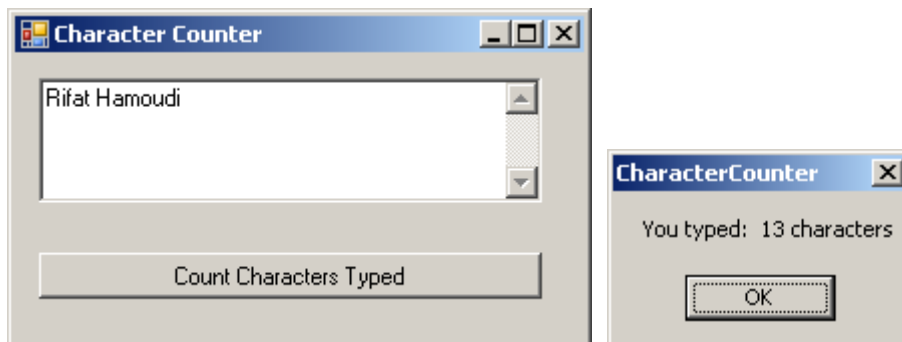 Character Counter
Rifat Hamoudi
Count Characters Typed
CharacterCounter
You typed:  13 characters
OK